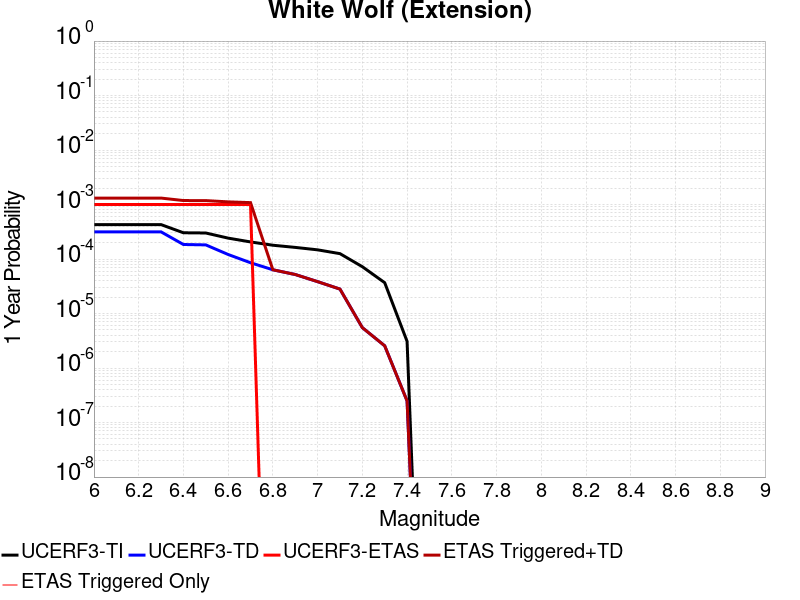 White Wolf (Extension)
10^0
10^-1
10^-2
10^-3
10^-4
10^-5
10^-6
10^-7
10^-8
1 Year Probability
6 6.2 6.4 6.6 6.8 7 7.2 7.4 7.6 7.8 8 8.2 8.4 8.6 8.8 9
Magnitude
UCERF3-TI UCERF3-TD UCERF3-ETAS ETAS Triggered+TD
ETAS Triggered Only